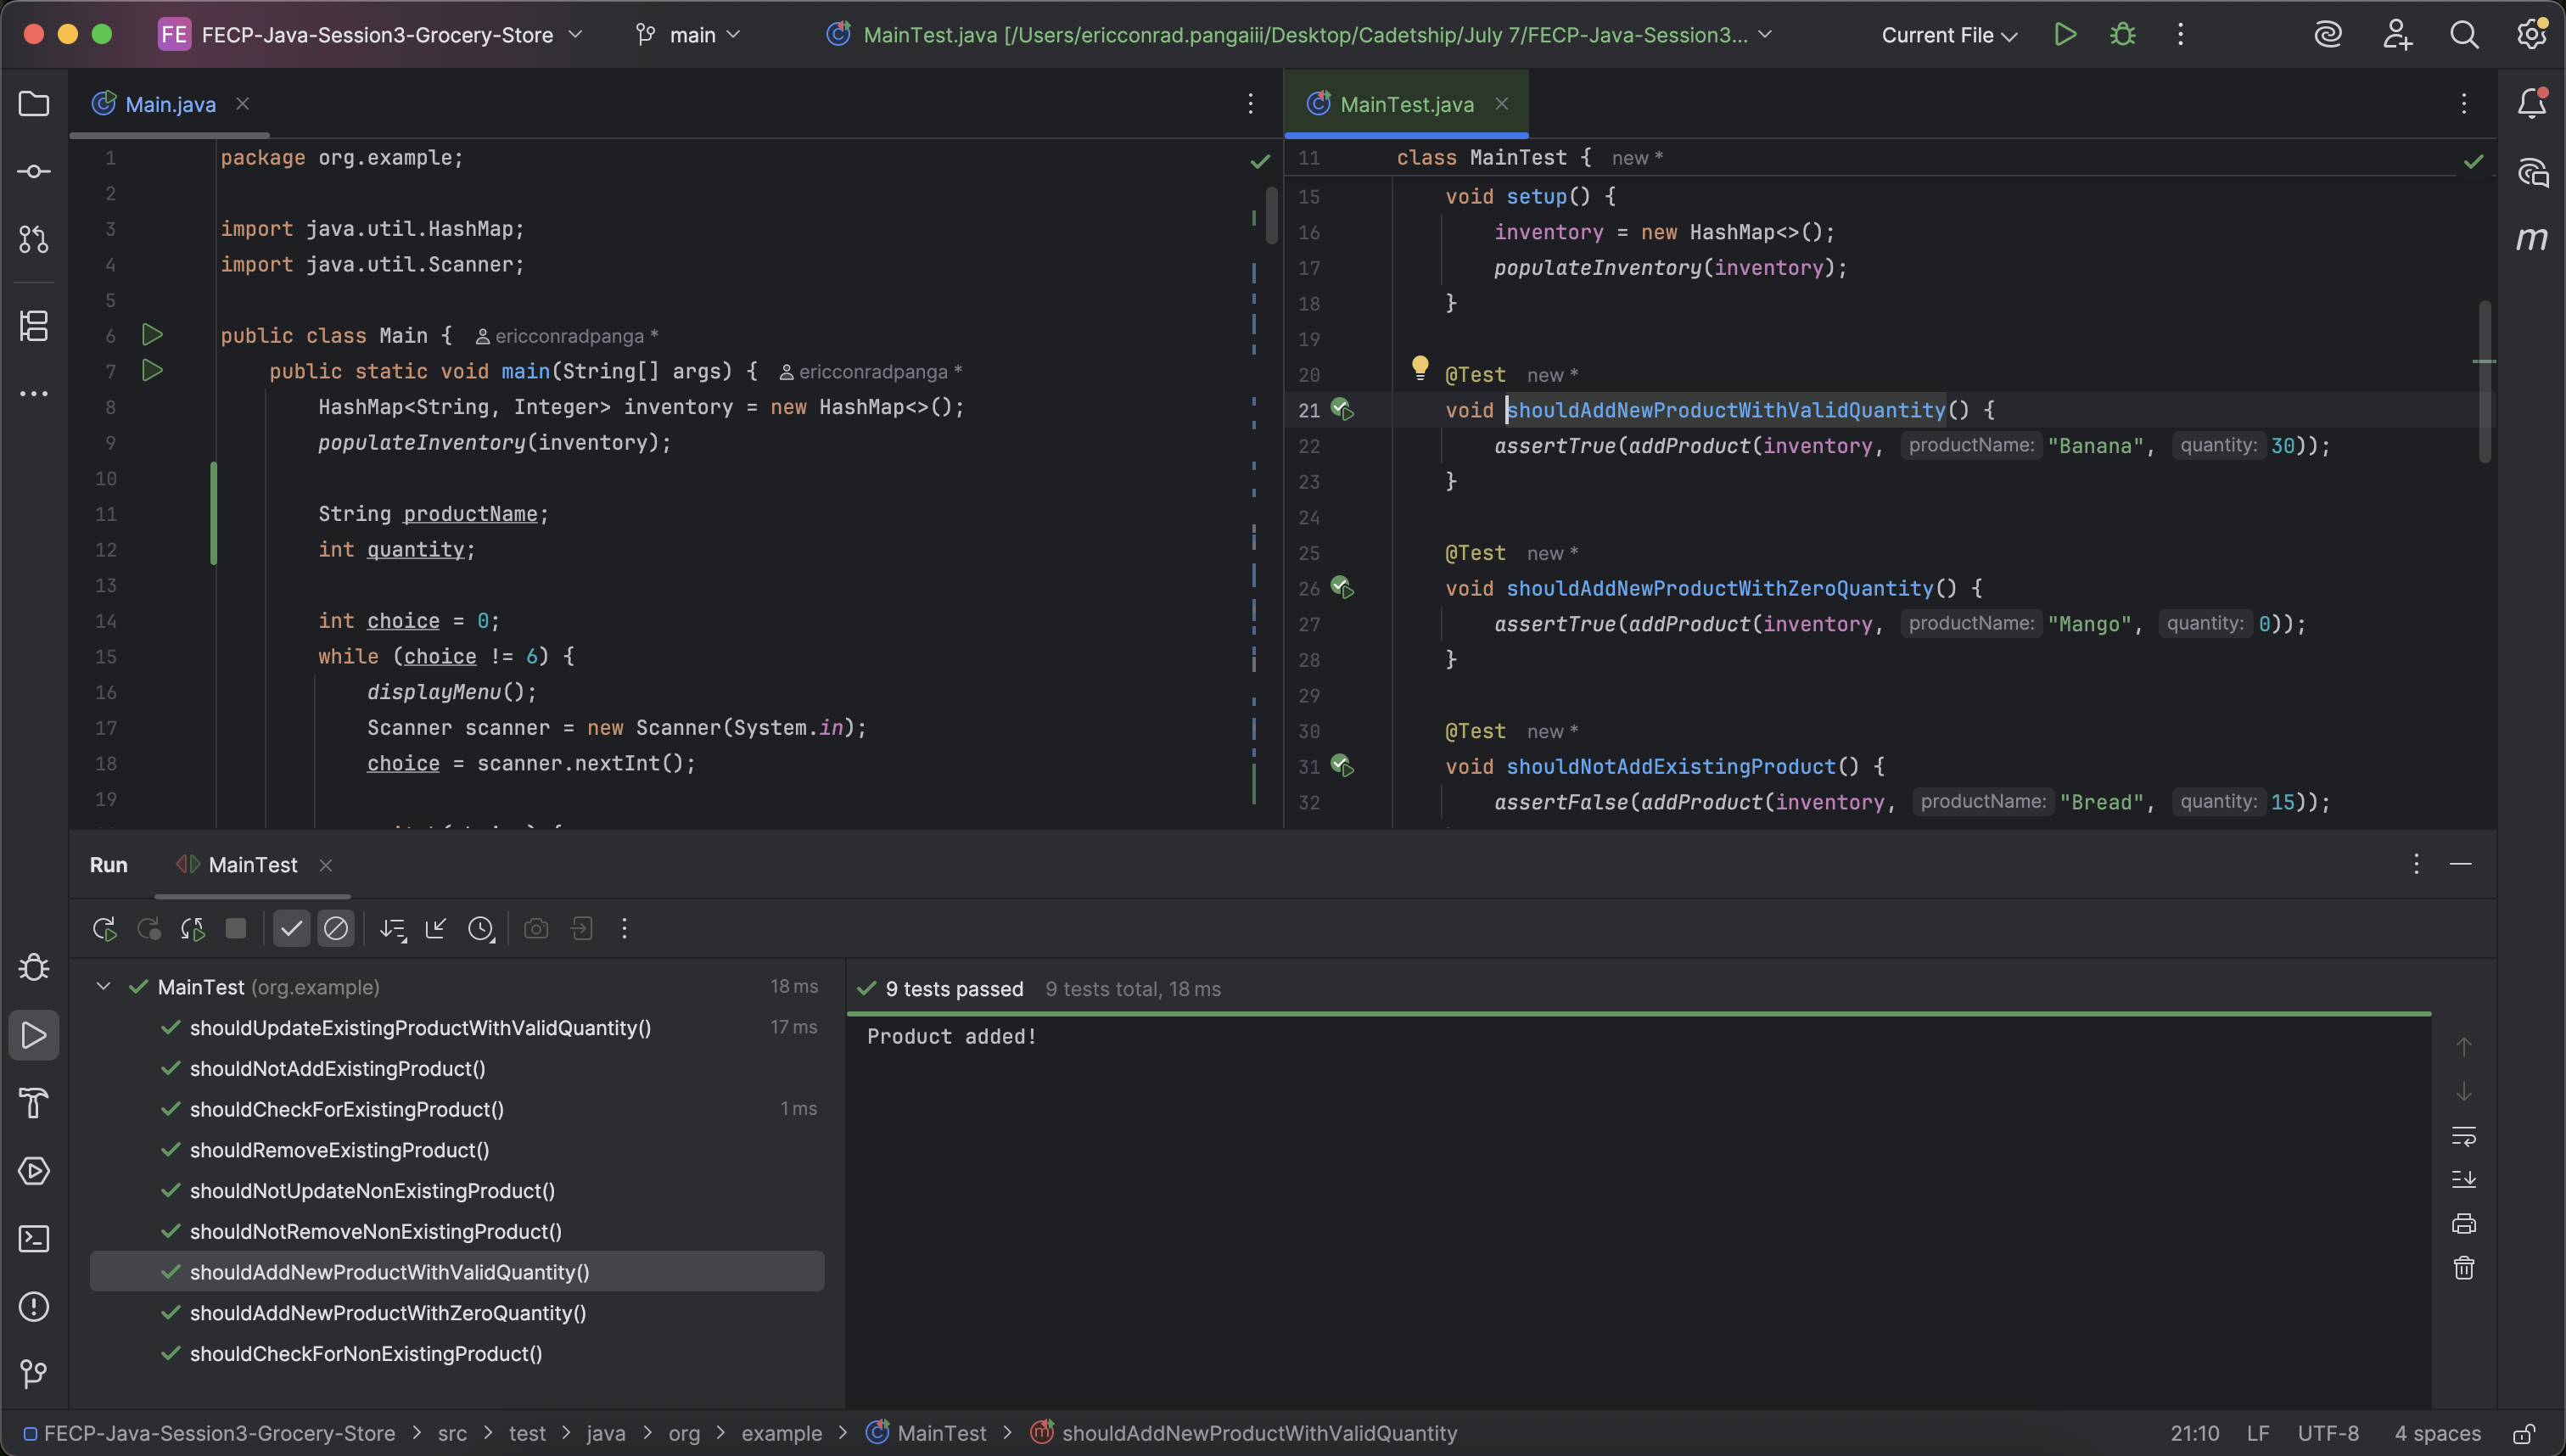 FE FECP-Java-Session3-Grocery-Store main MainTest.java [/Users/ericconrad.pangaiii/Desktop/Cadetship/July 7/FECP-Java-Session3... Current File
Main.java
1 package org.example;
2
3 import java.util.HashMap;
4 import java.util.Scanner;
5
6 public class Main { ericconradpanga *
7 public static void main(String[] args) { ericconradpanga *
8 HashMap<String, Integer> inventory = new HashMap<>();
9 populateInventory(inventory);
10
11 String productName;
12 int quantity;
13
14 int choice = 0;
15 while (choice != 6) {
16 displayMenu();
17 Scanner scanner = new Scanner(System.in);
18 choice = scanner.nextInt();
19
MainTest.java
11 class MainTest { new *
15 void setup() {
16 inventory = new HashMap<>();
17 populateInventory(inventory);
18 }
19
20 @Test new *
21 void shouldAddNewProductWithValidQuantity() {
22 assertTrue(addProduct(inventory, productName: "Banana", quantity: 30));
23 }
24
25 @Test new *
26 void shouldAddNewProductWithZeroQuantity() {
27 assertTrue(addProduct(inventory, productName: "Mango", quantity: 0));
28 }
29
30 @Test new *
31 void shouldNotAddExistingProduct() {
32 assertFalse(addProduct(inventory, productName: "Bread", quantity: 15));
m
Run MainTest
MainTest (org.example) 18 ms
shouldUpdateExistingProductWithValidQuantity() 17 ms
shouldNotAddExistingProduct()
shouldCheckForExistingProduct() 1 ms
shouldRemoveExistingProduct()
shouldNotUpdateNonExistingProduct()
shouldNotRemoveNonExistingProduct()
shouldAddNewProductWithValidQuantity()
shouldAddNewProductWithZeroQuantity()
shouldCheckForNonExistingProduct()
9 tests passed 9 tests total, 18 ms
Product added!
FECP-Java-Session3-Grocery-Store > src > test > java > org > example > MainTest > shouldAddNewProductWithValidQuantity 21:10 LF UTF-8 4 spaces